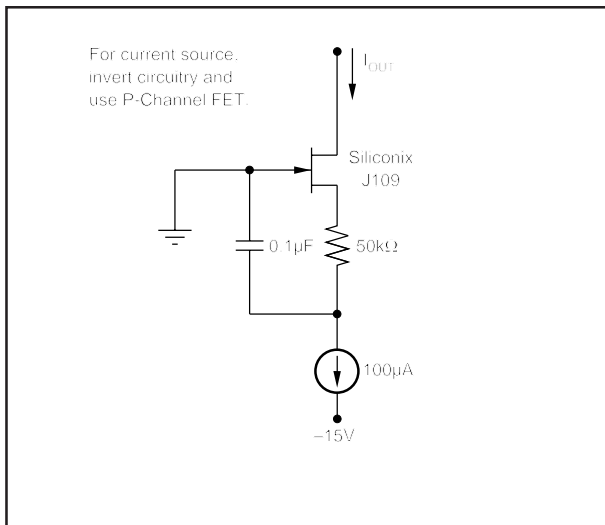 For current source,
invert circuitry and
use P-Channel FET.
IOUT
Siliconix
J109
0.1µF
50kΩ
100µA
–15V